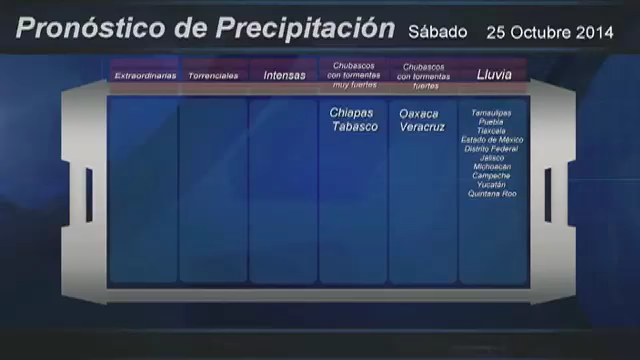 Pronóstico de Precipitación Sábado 25 Octubre 2014
Extraordinarias
Torrenciales
Intensas
Chubascos
con tormentas
muy fuertes
Chubascos
con tormentas
fuertes
Lluvia
Chiapas
Tabasco
Oaxaca
Veracruz
Tamaulipas
Puebla
Tlaxcala
Estado de México
Distrito Federal
Jalisco
Michoacán
Campeche
Yucatán
Quintana Roo